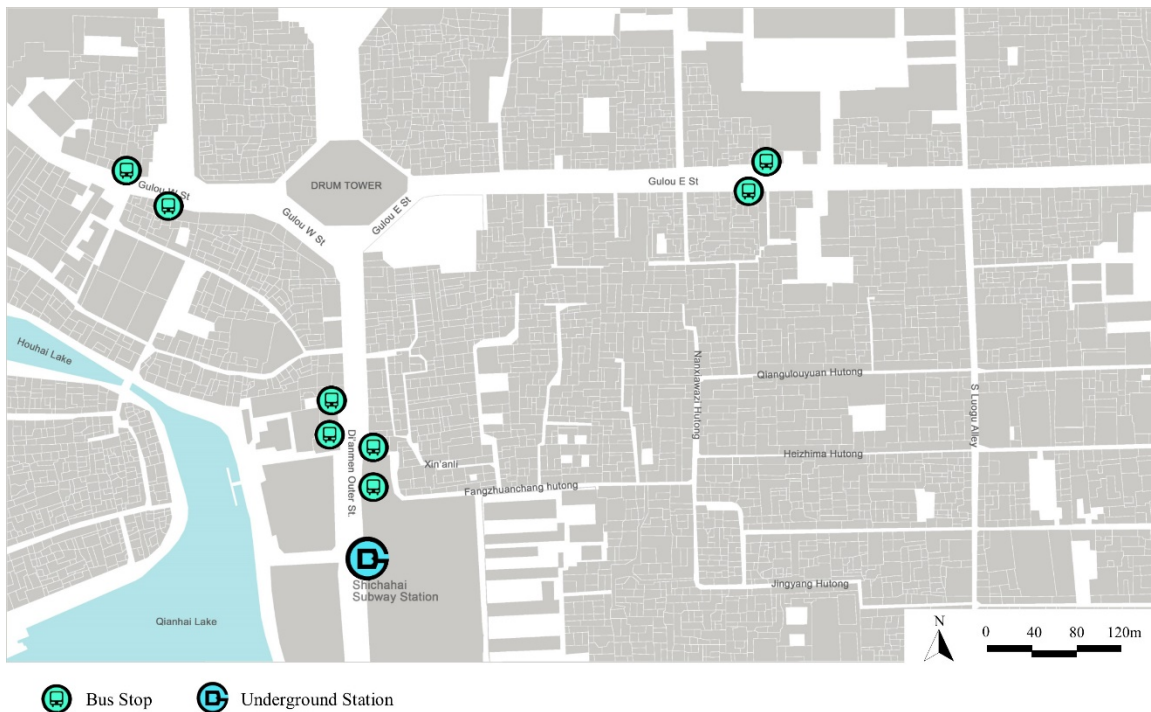 DRUM TOWER
Gulou W St
Gulou E St
Gulou W St
Gulou E St
Houhai Lake
Nanxiawazi Hutong
Qiangulouyuan Hutong
S Luogu Alley
Di'anmen Outer St.
Heizhima Hutong
Xin'anli
Fangzhuanchang hutong
Shichahai
Subway Station
Jingyang Hutong
Qianhai Lake
N
0 40 80 120m
Bus Stop
Underground Station